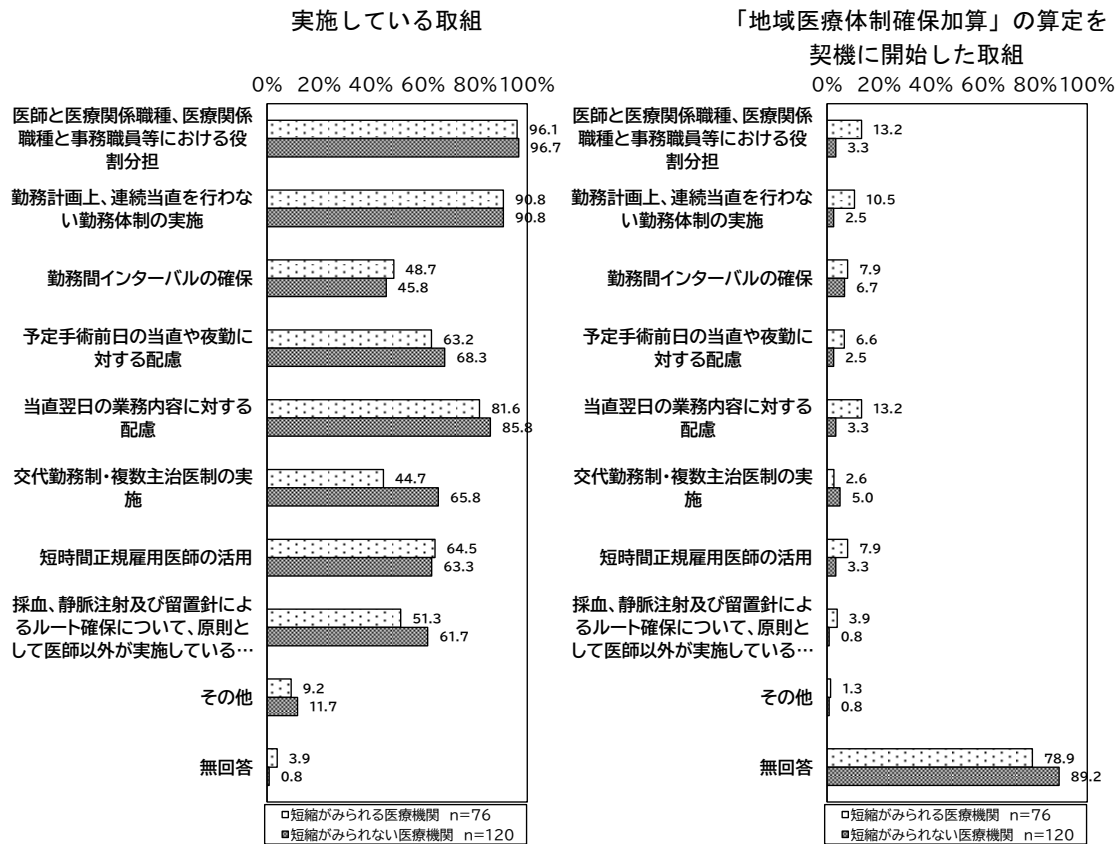 実施している取組
0% 20% 40% 60% 80% 100%
医師と医療関係職種、医療関係
職種と事務職員等における役
割分担
96.1
96.7
勤務計画上、連続当直を行わな
い勤務体制の実施
90.8
90.8
勤務間インターバルの確保
48.7
45.8
予定手術前日の当直や夜勤に
対する配慮
63.2
68.3
当直翌日の業務内容に対する
配慮
81.6
85.8
交代勤務制・複数主治医制の実
施
44.7
65.8
短時間正規雇用医師の活用
64.5
63.3
採血、静脈注射及び留置針によ
るルート確保について、原則と
して医師以外が実施している…
51.3
61.7
その他
9.2
11.7
無回答
3.9
0.8
短縮がみられる医療機関 n=76
短縮がみられない医療機関 n=120
「地域医療体制確保加算」の算定を
契機に開始した取組
0% 20% 40% 60% 80% 100%
医師と医療関係職種、医療関係
職種と事務職員等における役
割分担
13.2
3.3
勤務計画上、連続当直を行わな
い勤務体制の実施
10.5
2.5
勤務間インターバルの確保
7.9
6.7
予定手術前日の当直や夜勤に
対する配慮
6.6
2.5
当直翌日の業務内容に対する
配慮
13.2
3.3
交代勤務制・複数主治医制の実
施
2.6
5.0
短時間正規雇用医師の活用
7.9
3.3
採血、静脈注射及び留置針によ
るルート確保について、原則と
して医師以外が実施している…
3.9
0.8
その他
1.3
0.8
無回答
78.9
89.2
短縮がみられる医療機関 n=76
短縮がみられない医療機関 n=120